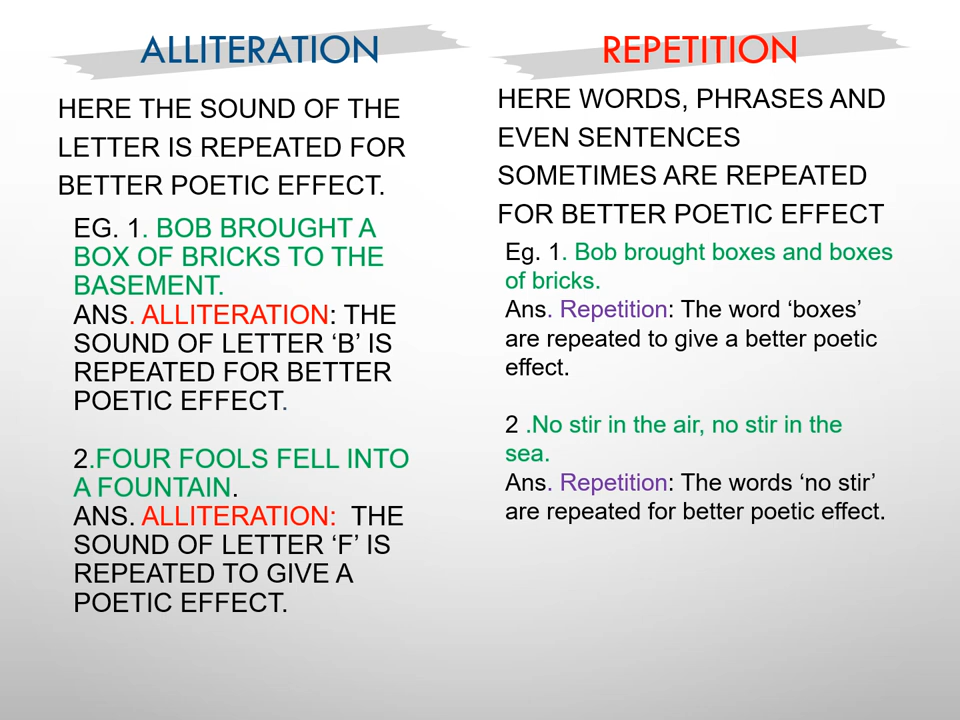 ALLITERATION
HERE THE SOUND OF THE
LETTER IS REPEATED FOR
BETTER POETIC EFFECT.
EG. 1. BOB BROUGHT A
BOX OF BRICKS TO THE
BASEMENT.
ANS. ALLITERATION: THE
SOUND OF LETTER ‘B’ IS
REPEATED FOR BETTER
POETIC EFFECT.
2.FOUR FOOLS FELL INTO
A FOUNTAIN.
ANS. ALLITERATION:  THE
SOUND OF LETTER ‘F’ IS
REPEATED TO GIVE A
POETIC EFFECT.
REPETITION
HERE WORDS, PHRASES AND
EVEN SENTENCES
SOMETIMES ARE REPEATED
FOR BETTER POETIC EFFECT
Eg. 1. Bob brought boxes and boxes
of bricks.
Ans. Repetition: The word ‘boxes’
are repeated to give a better poetic
effect.
2 .No stir in the air, no stir in the
sea.
Ans. Repetition: The words ‘no stir’
are repeated for better poetic effect.